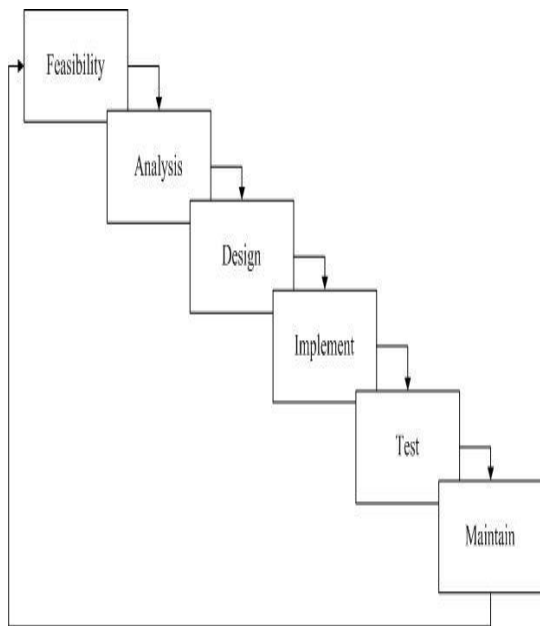 Feasibility
Analysis
Design
Implement
Test
Maintain